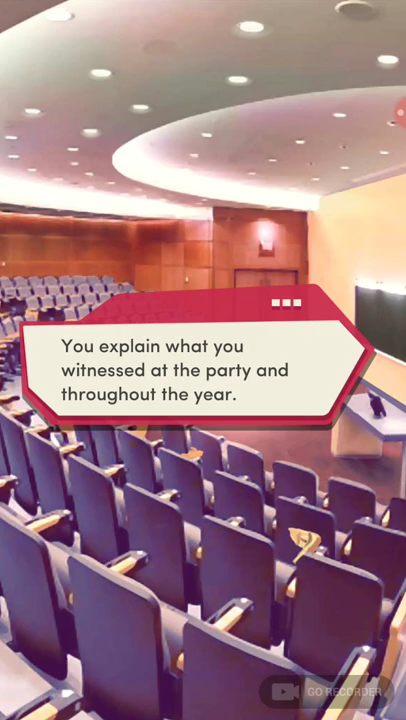 You explain what you
witnessed at the party and
throughout the year.
GO RECORDER